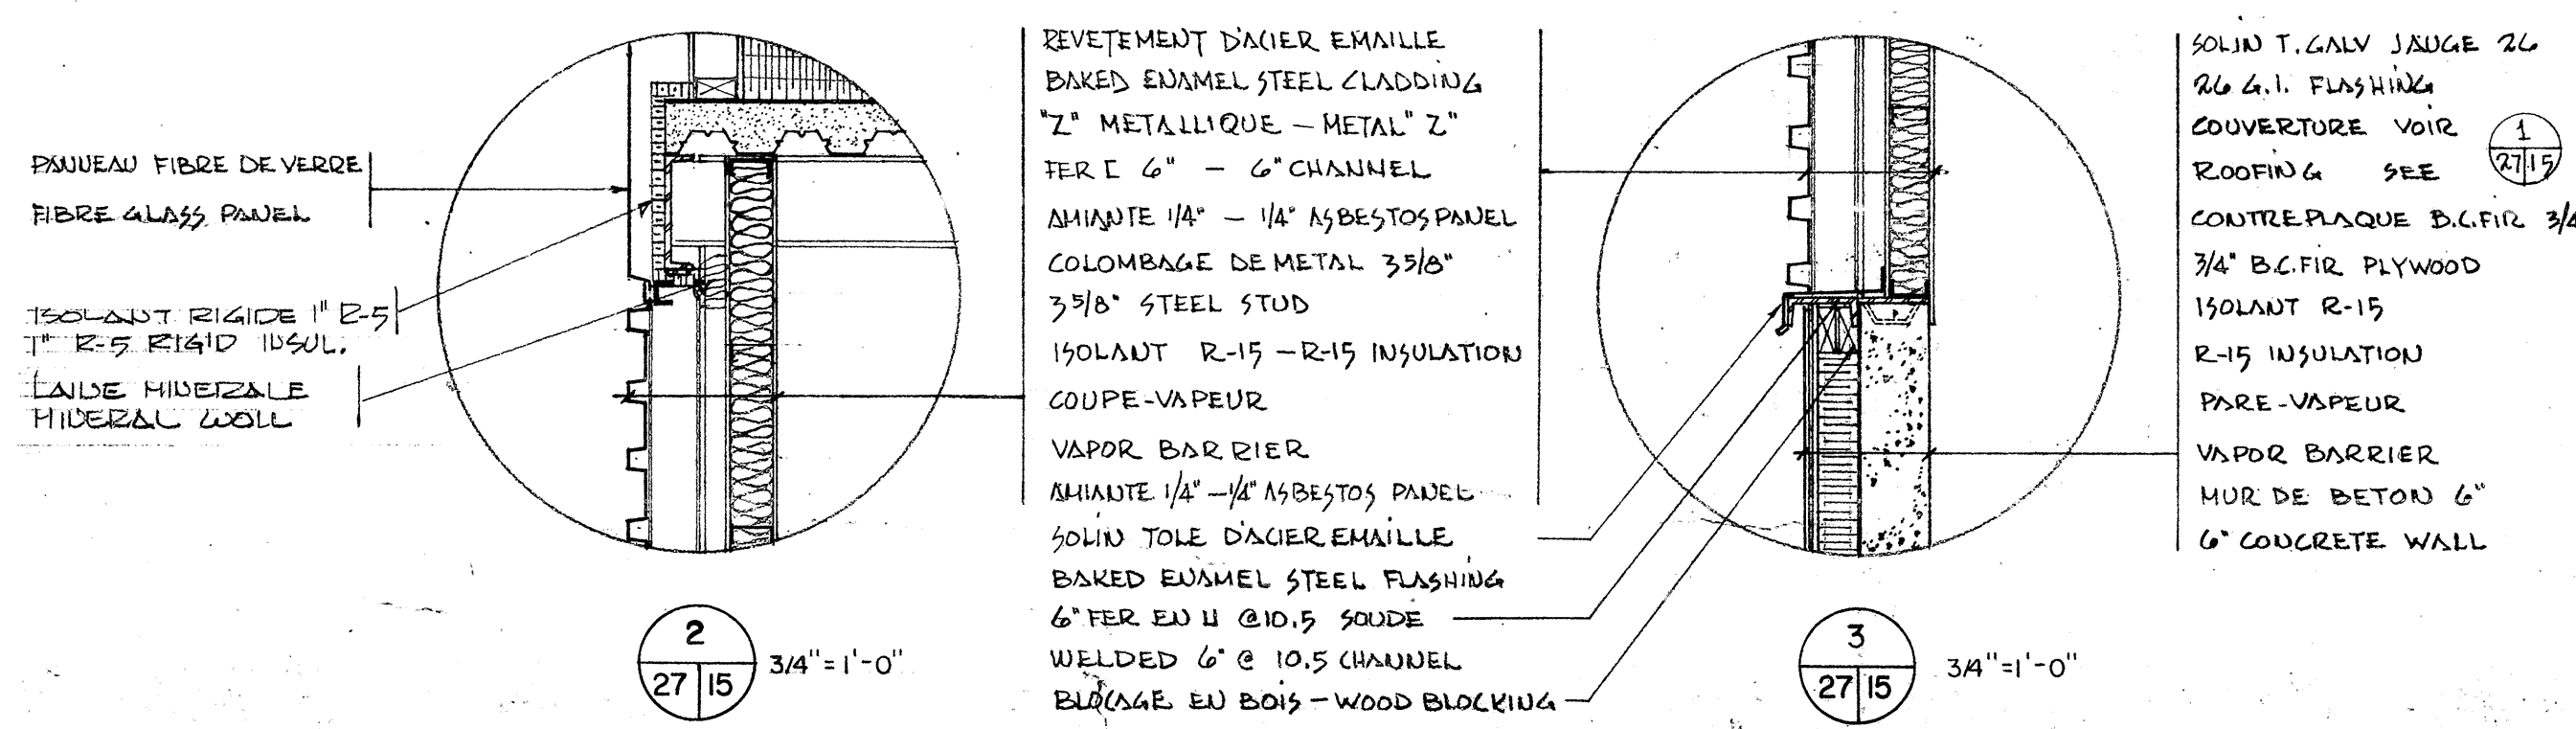 PANNEAU FIBRE DE VERRE
FIBRE GLASS PANEL
ISOLANT RIGIDE 1" R-5
1" R-5 RIGID INSUL.
LAINE MINERALE
MINERAL WOLL
2
27 15
3/4"=1'-0"
REVETEMENT D'ACIER EMAILLE
BAKED ENAMEL STEEL CLADDING
"Z" METALLIQUE - METAL "Z"
FER [ 6" - 6" CHANNEL
AMIANTE 1/4" - 1/4" ASBESTOS PANEL
COLOMBAGE DE METAL 3 5/8"
3 5/8" STEEL STUD
ISOLANT R-15 - R-15 INSULATION
COUPE-VAPEUR
VAPOR BARRIER
AMIANTE 1/4" - 1/4" ASBESTOS PANEL
SOLIN TOLE D'ACIER EMAILLE
BAKED ENAMEL STEEL FLASHING
6" FER EN U @ 10.5 SOUDE
WELDED 6" @ 10.5 CHANNEL
BLOCAGE EN BOIS - WOOD BLOCKING
3
27 15
3/4"=1'-0"
SOLIN T. GALV JAUGE 26
26 G.I. FLASHING
COUVERTURE VOIR
ROOFING SEE
1
27 15
CONTREPLAQUE B.C. FIR 3/4
3/4" B.C. FIR PLYWOOD
ISOLANT R-15
R-15 INSULATION
PARE-VAPEUR
VAPOR BARRIER
MUR DE BETON 6"
6" CONCRETE WALL